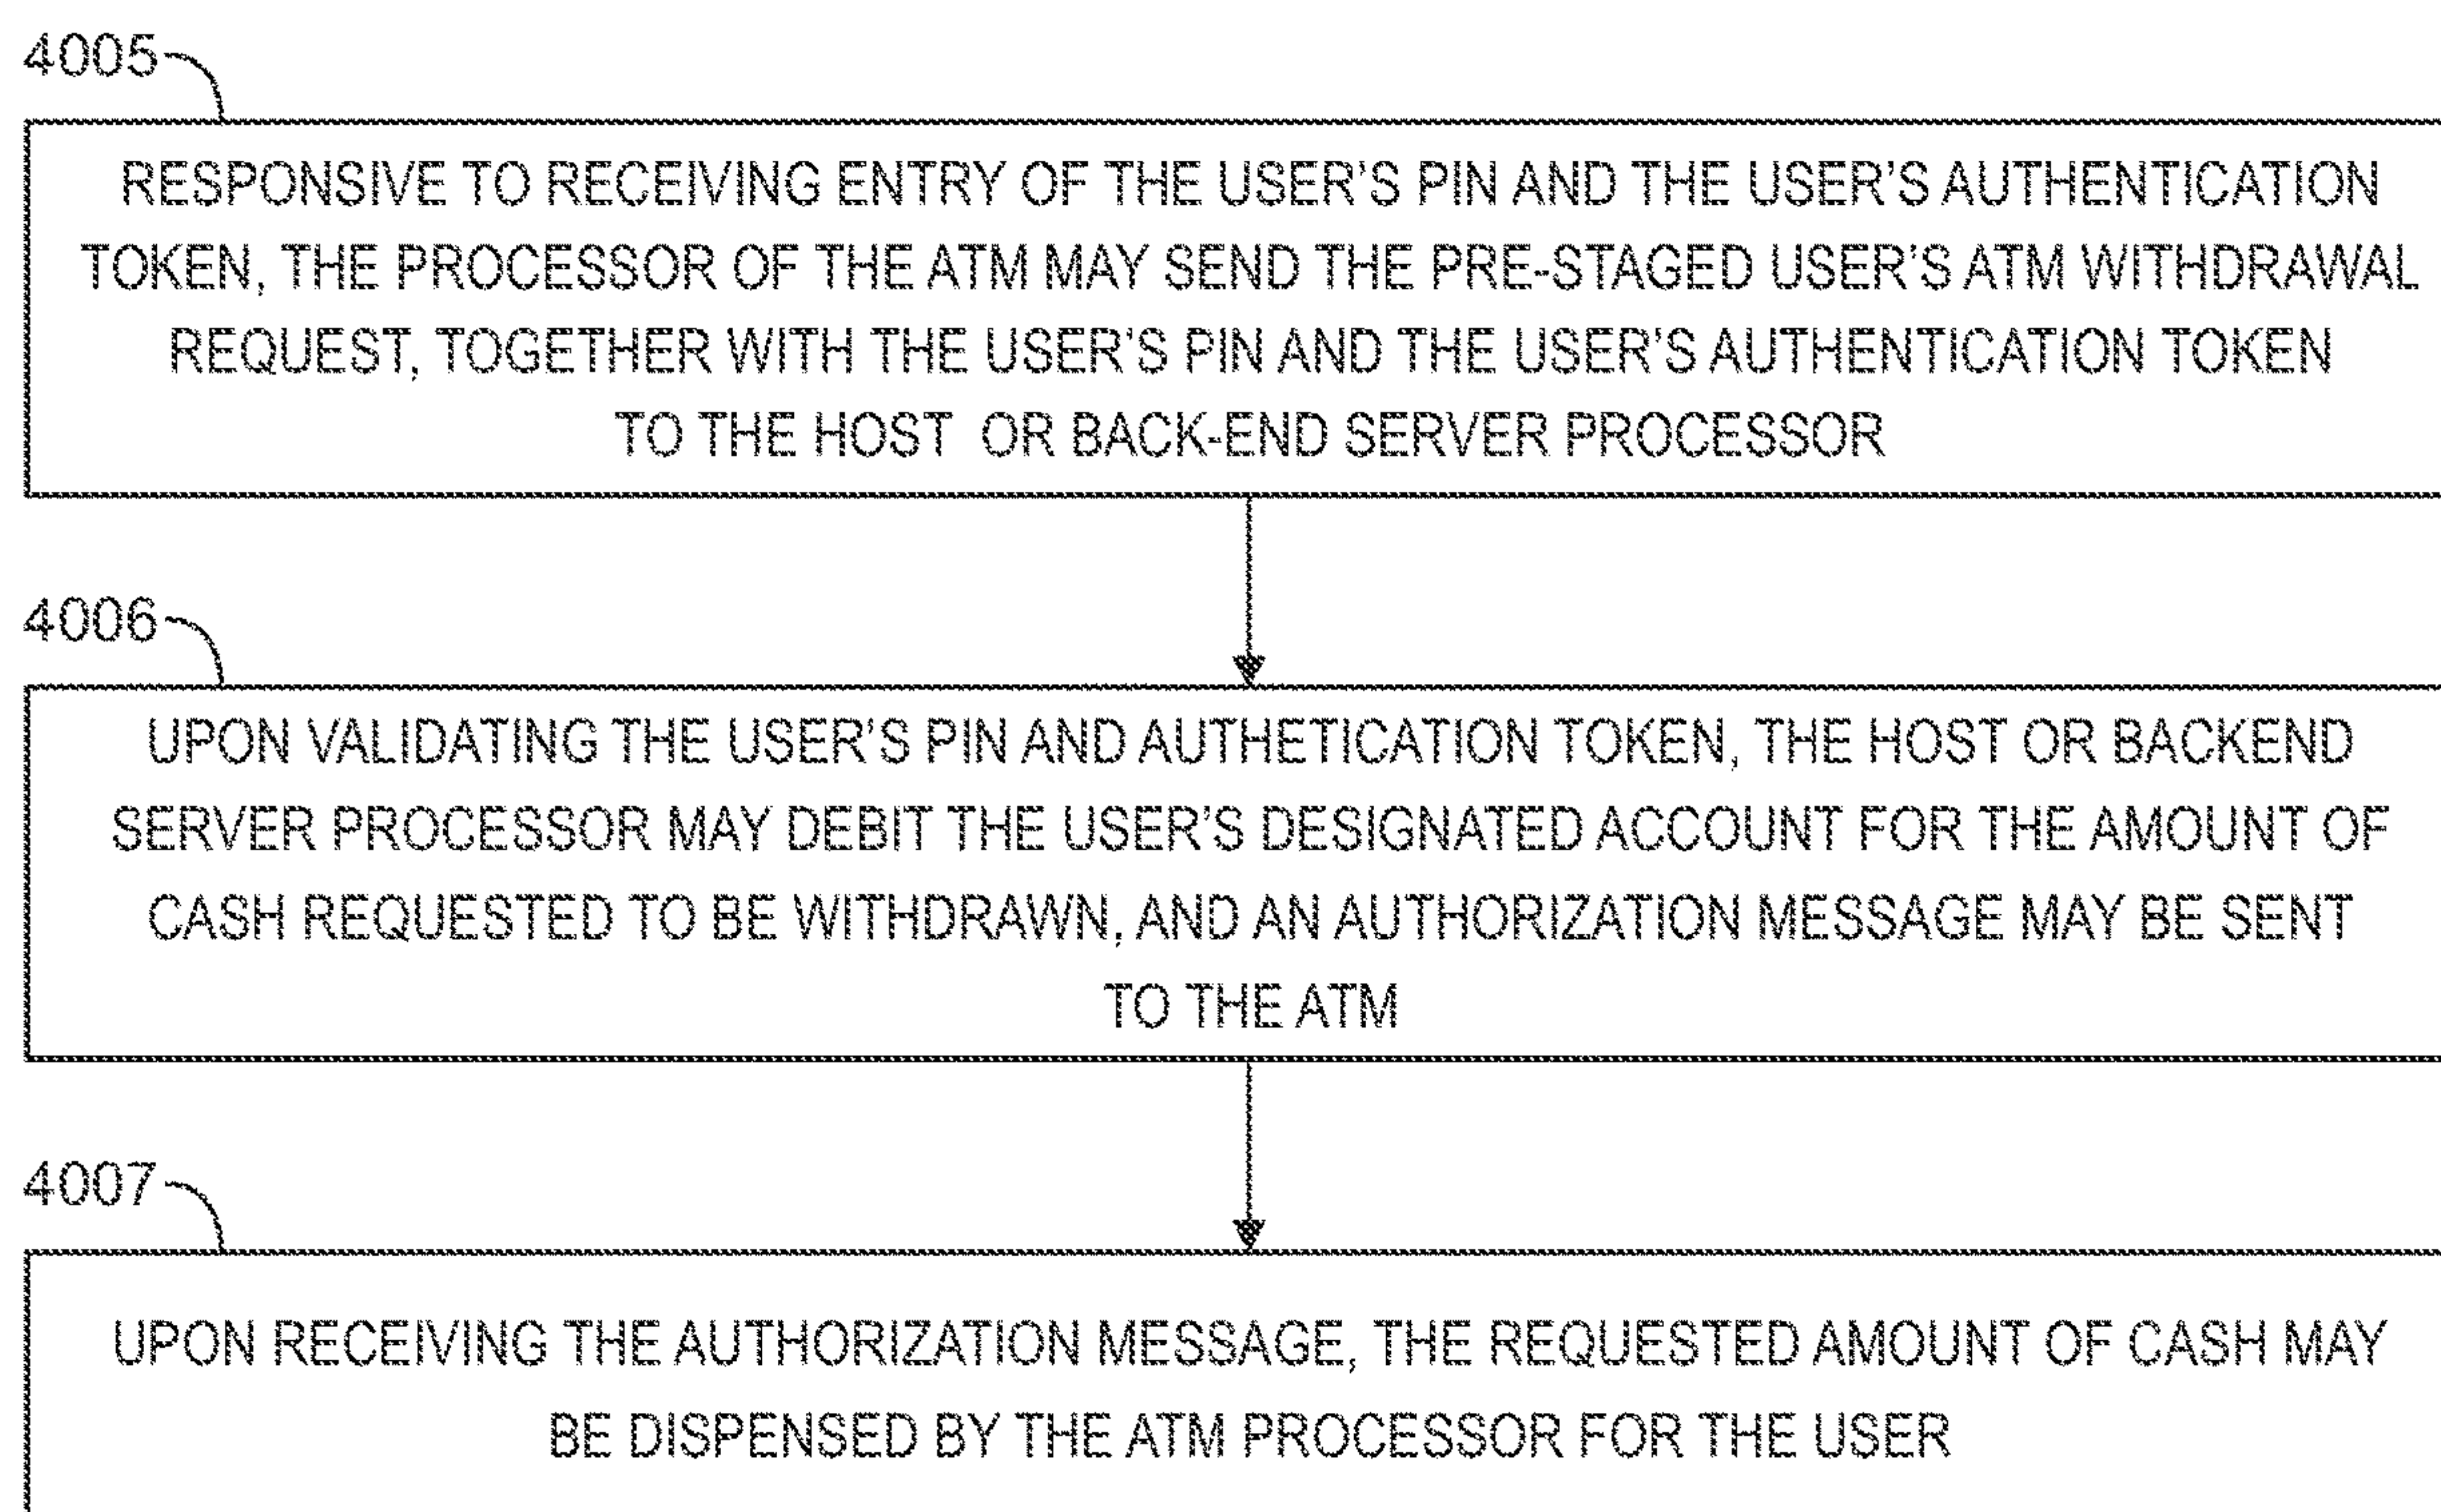 4005
RESPONSIVE TO RECEIVING ENTRY OF THE USER'S PIN AND THE USER'S AUTHENTICATION
TOKEN, THE PROCESSOR OF THE ATM MAY SEND THE PRE-STAGED USER'S ATM WITHDRAWAL
REQUEST, TOGETHER WITH THE USER'S PIN AND THE USER'S AUTHENTICATION TOKEN
TO THE HOST OR BACK-END SERVER PROCESSOR
4006
UPON VALIDATING THE USER'S PIN AND AUTHETICATION TOKEN, THE HOST OR BACKEND
SERVER PROCESSOR MAY DEBIT THE USER'S DESIGNATED ACCOUNT FOR THE AMOUNT OF
CASH REQUESTED TO BE WITHDRAWN, AND AN AUTHORIZATION MESSAGE MAY BE SENT
TO THE ATM
4007
UPON RECEIVING THE AUTHORIZATION MESSAGE, THE REQUESTED AMOUNT OF CASH MAY
BE DISPENSED BY THE ATM PROCESSOR FOR THE USER